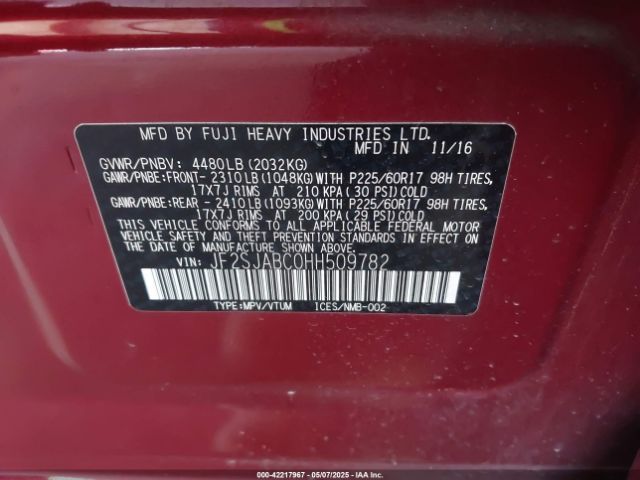 MFD BY FUJI HEAVY INDUSTRIES LTD.
MFD IN 11/16
GVWR/PNBV: 4480LB (2032KG)
GAWR/PNBE: FRONT- 2310LB (1048KG) WITH P225/60R17 98H TIRES,
17X7J RIMS AT 210 KPA ( 30 PSI) COLD
GAWR/PNBE: REAR - 2410LB (1093KG) WITH P225/60R17 98H TIRES,
17X7J RIMS AT 200 KPA ( 29 PSI) COLD
THIS VEHICLE CONFORMS TO ALL APPLICABLE FEDERAL MOTOR
VEHICLE SAFETY AND THEFT PREVENTION STANDARDS IN EFFECT
ON THE DATE OF MANUFACTURE SHOWN ABOVE.
VIN: JF2SJABC0HH509782
TYPE:MPV/VTUM ICES/NMB-002
000-42217967 - 05/07/2025 - IAA Inc.